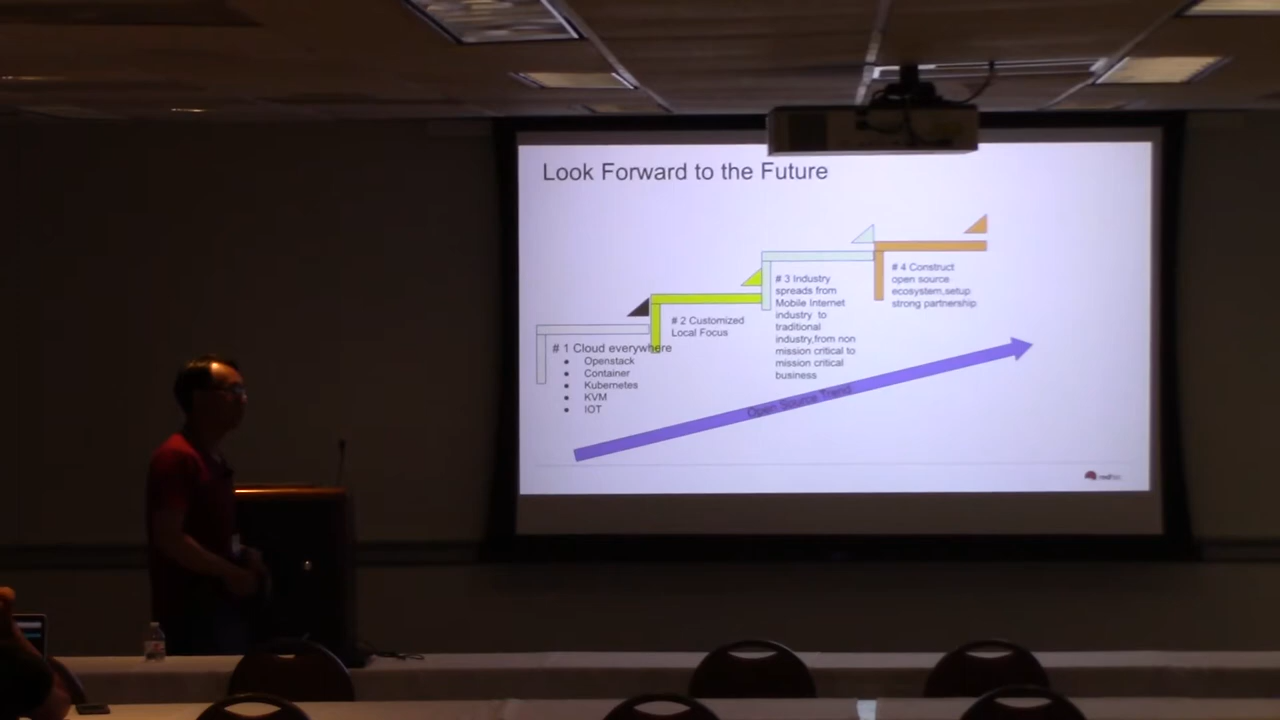 Look Forward to the Future
# 1 Cloud everywhere
Openstack
Container
Kubernetes
KVM
IOT
# 2 Customized
Local Focus
# 3 Industry
spreads from
Mobile Internet
industry to
traditional
industry,from non
mission critical to
mission critical
business
# 4 Construct
open source
ecosystem,setup
strong partnership
Open Source Trend
redhat